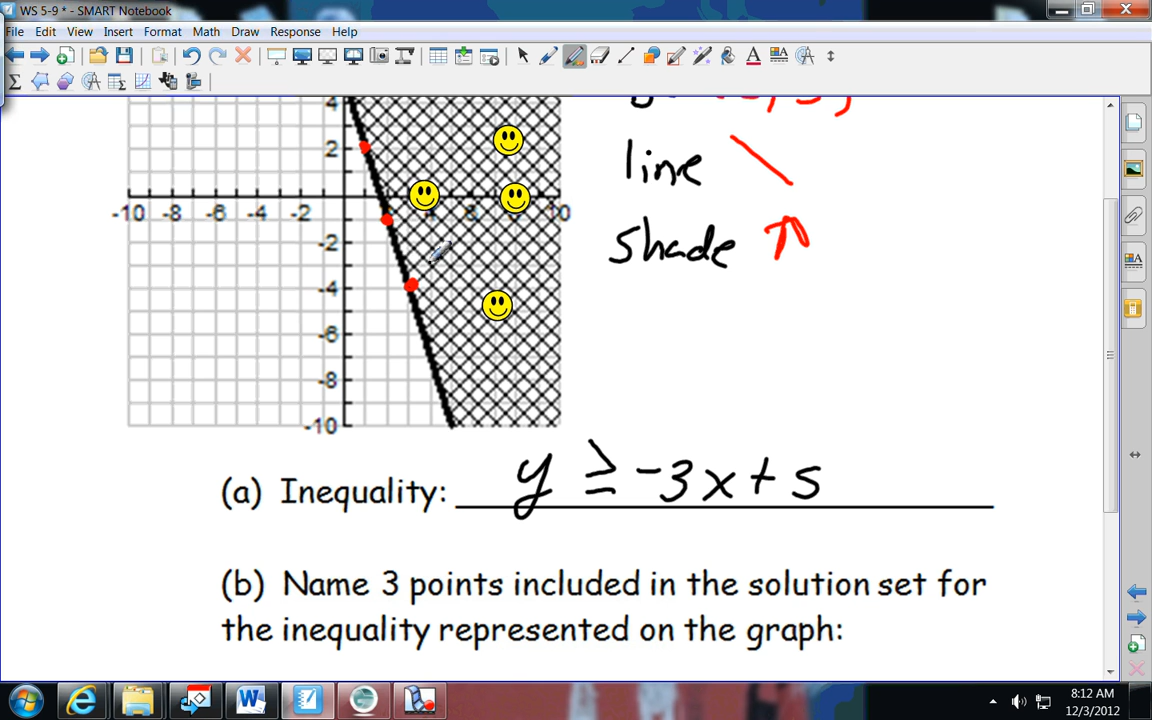 WS 5-9 * - SMART Notebook
File Edit View Insert Format Math Draw Response Help
4
2
-10 -8 -6 -4 -2 4 10
-2
-4
-6
-8
-10
line
shade
(a) Inequality: y ≥ -3x + 5
(b) Name 3 points included in the solution set for
the inequality represented on the graph:
8:12 AM
12/3/2012